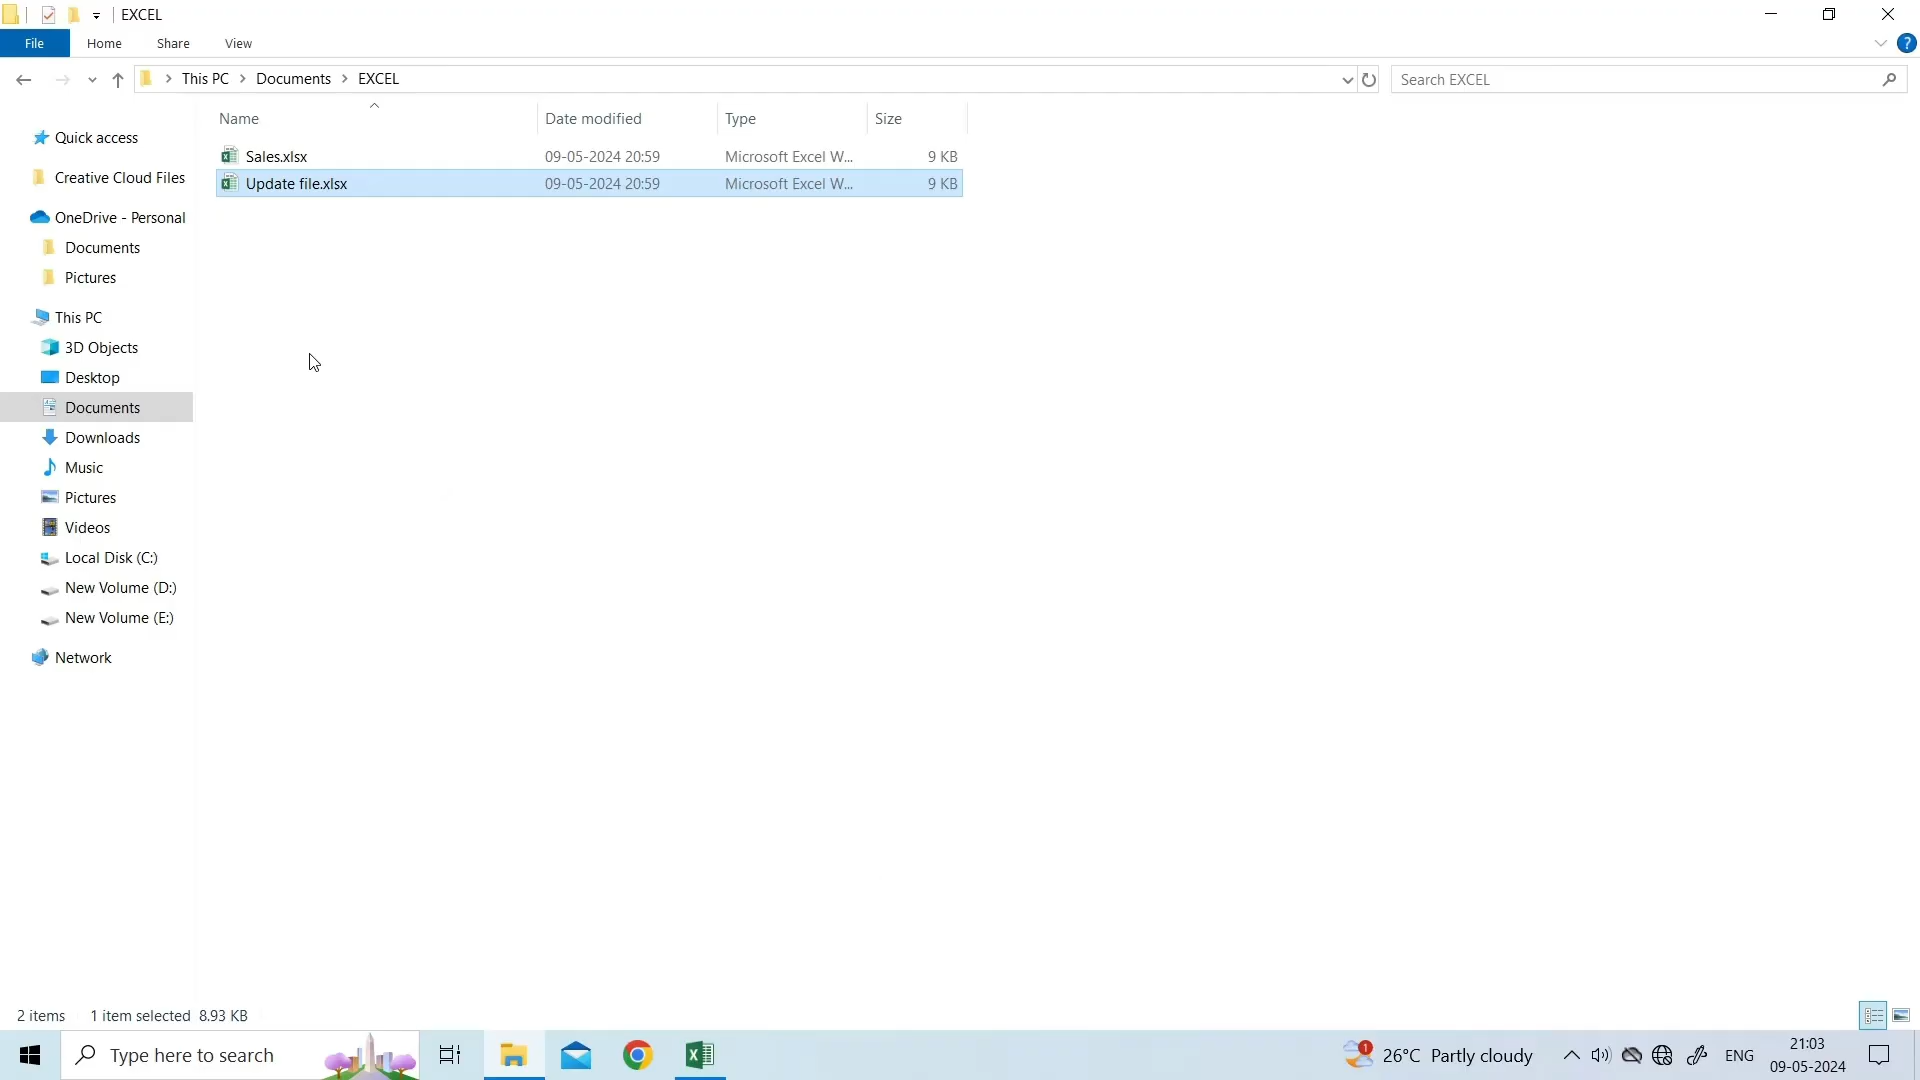 EXCEL
File Home Share View
This PC Documents EXCEL
Search EXCEL
Name Date modified Type Size
Sales.xlsx 09-05-2024 20:59 Microsoft Excel W... 9 KB
Update file.xlsx 09-05-2024 20:59 Microsoft Excel W... 9 KB
Quick access
Creative Cloud Files
OneDrive - Personal
Documents
Pictures
This PC
3D Objects
Desktop
Documents
Downloads
Music
Pictures
Videos
Local Disk (C:)
New Volume (D:)
New Volume (E:)
Network
2 items 1 item selected 8.93 KB
Type here to search
1 26°C Partly cloudy ENG
21:03
09-05-2024